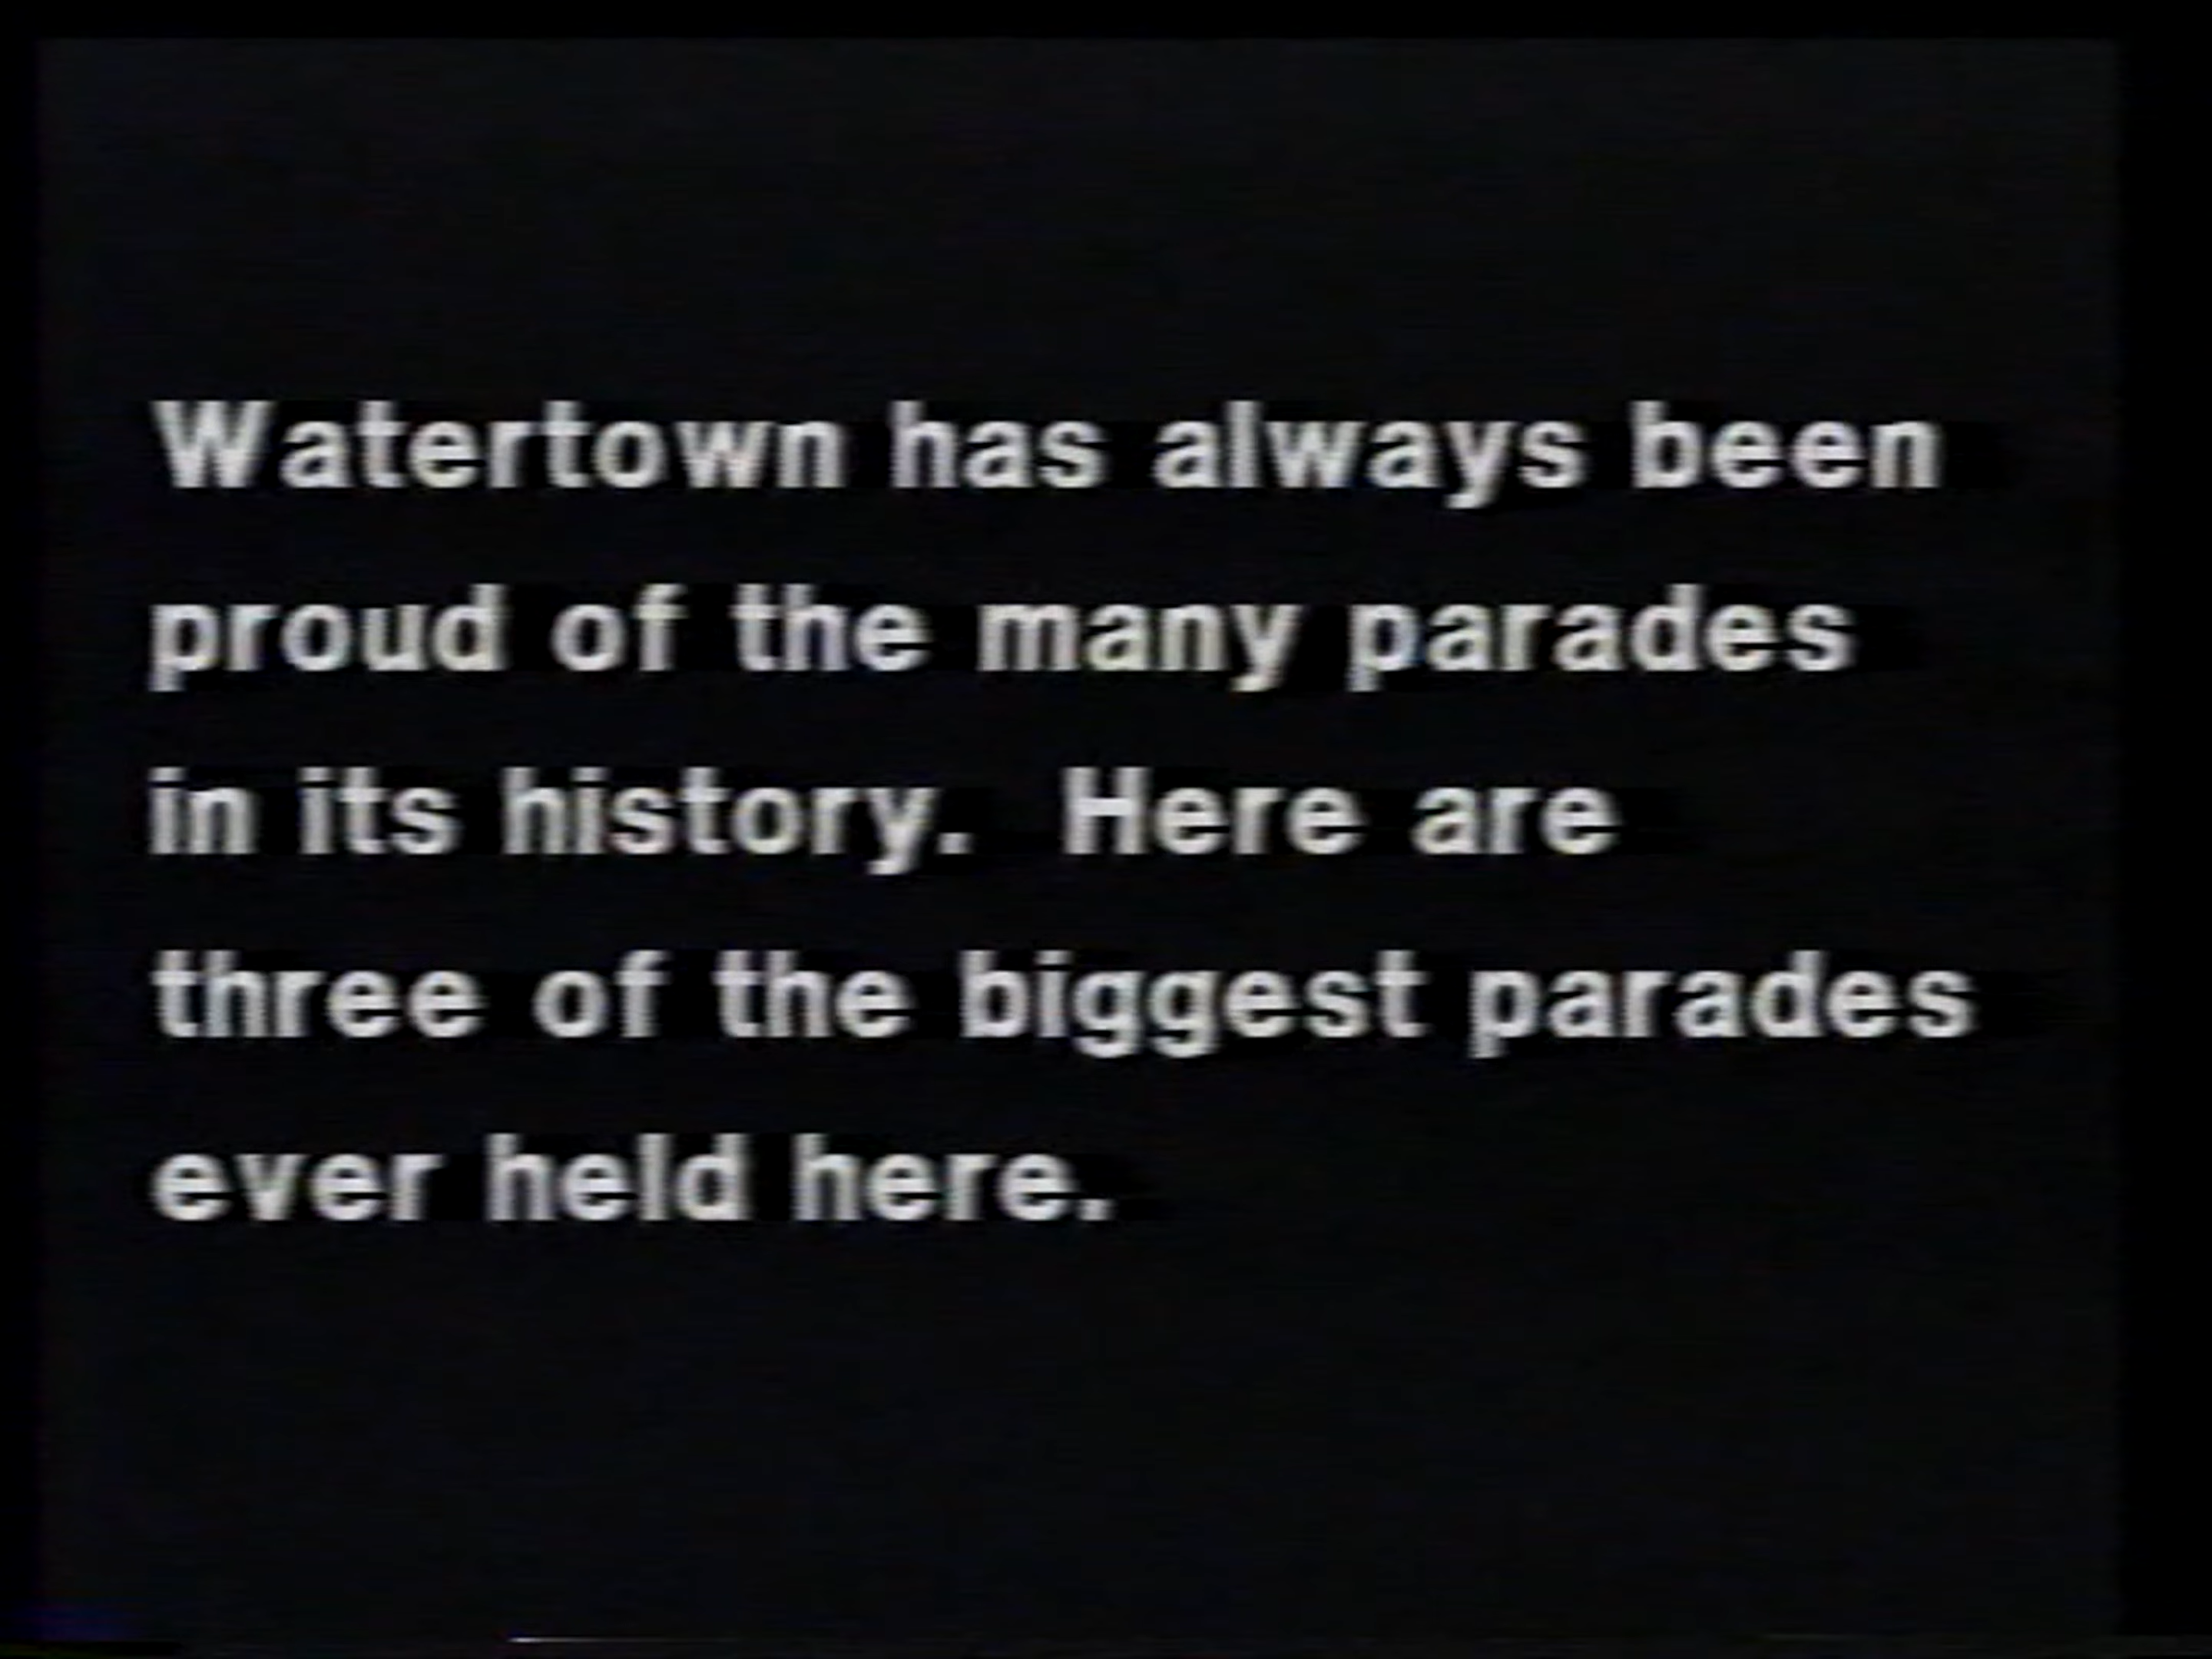 Watertown has always been
proud of the many parades
in its history.  Here are
three of the biggest parades
ever held here.